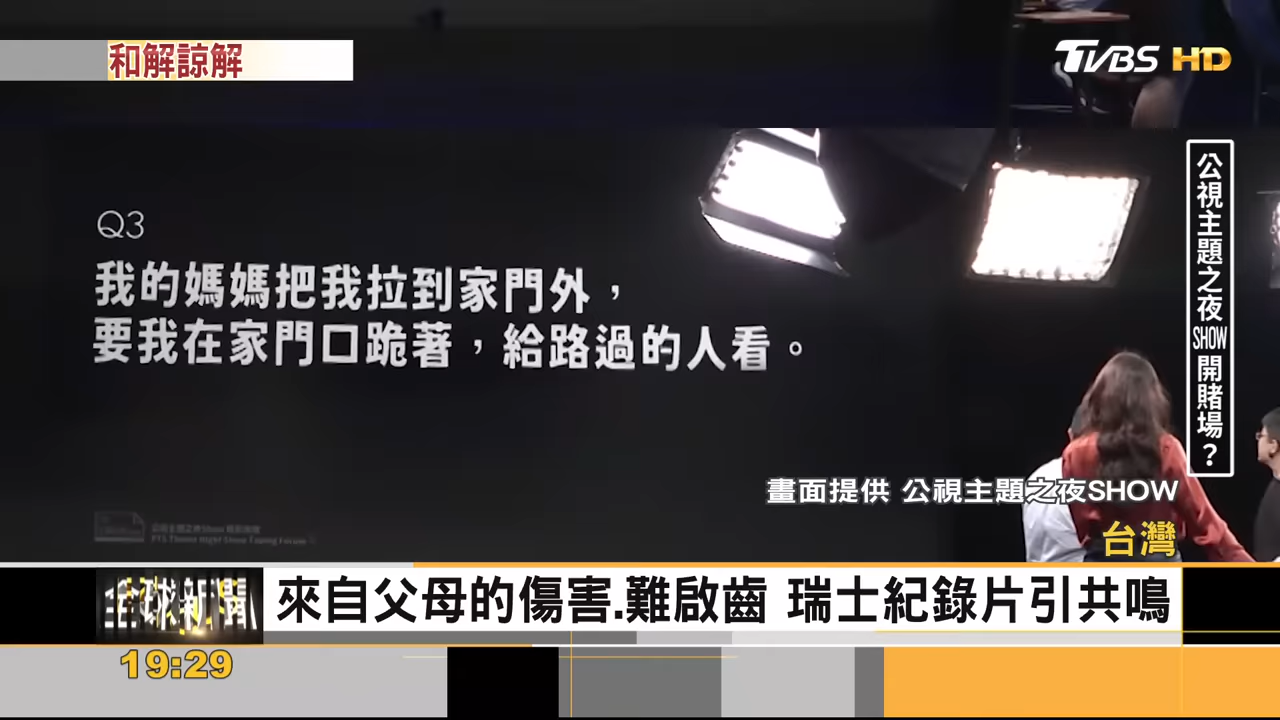 和解諒解
TVBS HD
Q3
我的媽媽把我拉到家門外，
要我在家門口跪著，給路過的人看。
公視主題之夜SHOW開賭場？
畫面提供 公視主題之夜SHOW
台灣
全球新聞
來自父母的傷害.難啟齒 瑞士紀錄片引共鳴
19:29